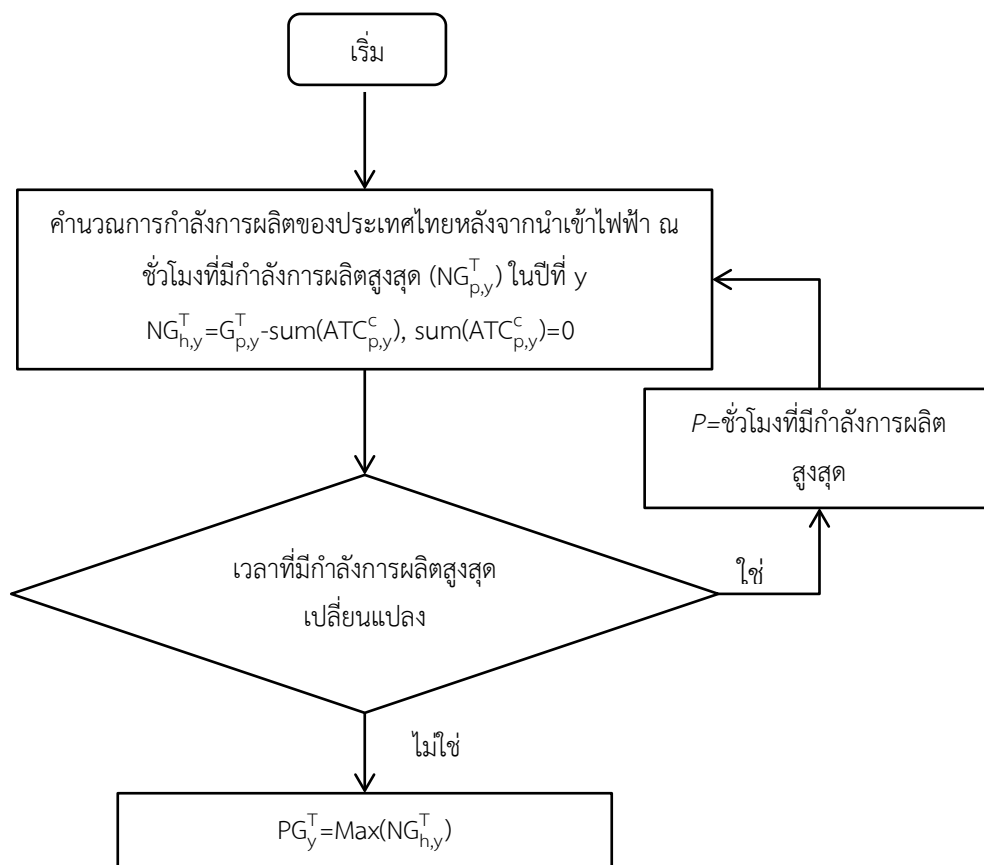 เริ่ม
คำนวณการกำลังการผลิตของประเทศไทยหลังจากนำเข้าไฟฟ้า ณ
ชั่วโมงที่มีกำลังการผลิตสูงสุด (NG^T_{p,y}) ในปีที่ y
NG^T_{h,y}=G^T_{p,y}-sum(ATC^c_{p,y}), sum(ATC^c_{p,y})=0
P=ชั่วโมงที่มีกำลังการผลิต
สูงสุด
เวลาที่มีกำลังการผลิตสูงสุด
เปลี่ยนแปลง
ใช่
ไม่ใช่
PG^T_y=Max(NG^T_{h,y})